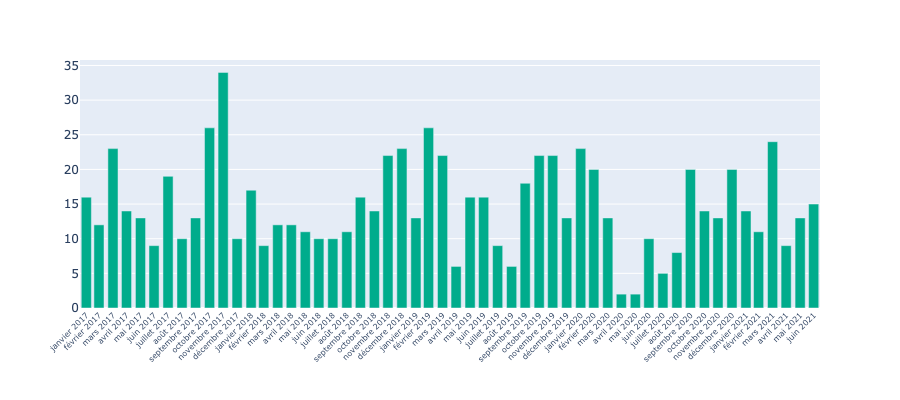 35
30
25
20
15
10
5
0
janvier 2017
février 2017
mars 2017
avril 2017
mai 2017
juin 2017
juillet 2017
août 2017
septembre 2017
octobre 2017
novembre 2017
décembre 2017
janvier 2018
février 2018
mars 2018
avril 2018
mai 2018
juin 2018
juillet 2018
août 2018
septembre 2018
octobre 2018
novembre 2018
décembre 2018
janvier 2019
février 2019
mars 2019
avril 2019
mai 2019
juin 2019
juillet 2019
août 2019
septembre 2019
octobre 2019
novembre 2019
décembre 2019
janvier 2020
février 2020
mars 2020
avril 2020
mai 2020
juin 2020
juillet 2020
août 2020
septembre 2020
octobre 2020
novembre 2020
décembre 2020
janvier 2021
février 2021
mars 2021
avril 2021
mai 2021
juin 2021